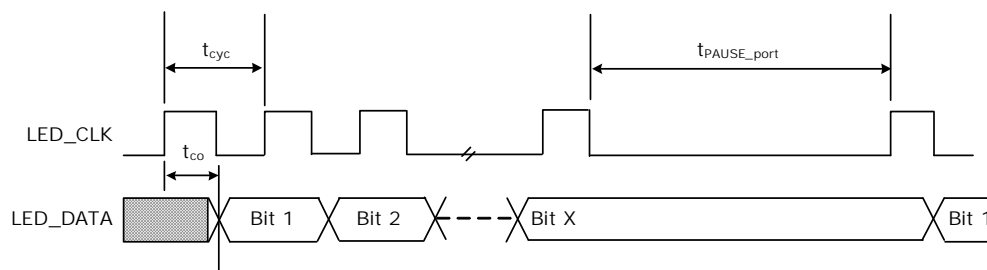 tcyc
tPAUSE_port
LED_CLK
tco
LED_DATA
Bit 1
Bit 2
Bit X
Bit 1